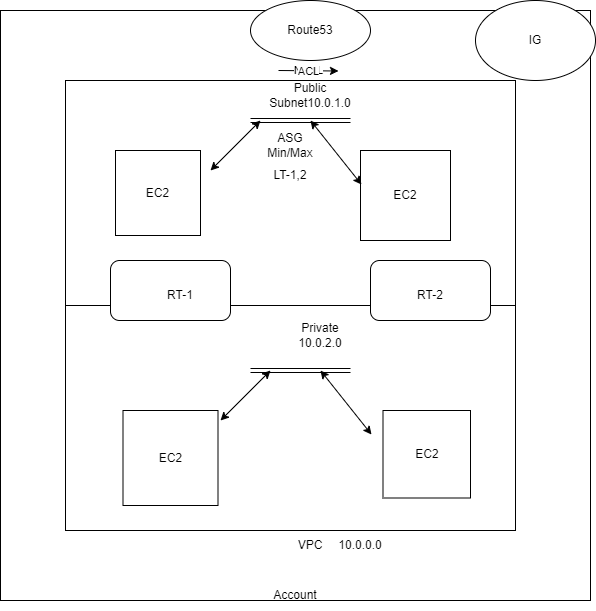 Route53
IG
ACL
Public
Subnet10.0.1.0
ASG
Min/Max
LT-1,2
EC2
EC2
RT-1
RT-2
Private
10.0.2.0
EC2
EC2
VPC 10.0.0.0
Account